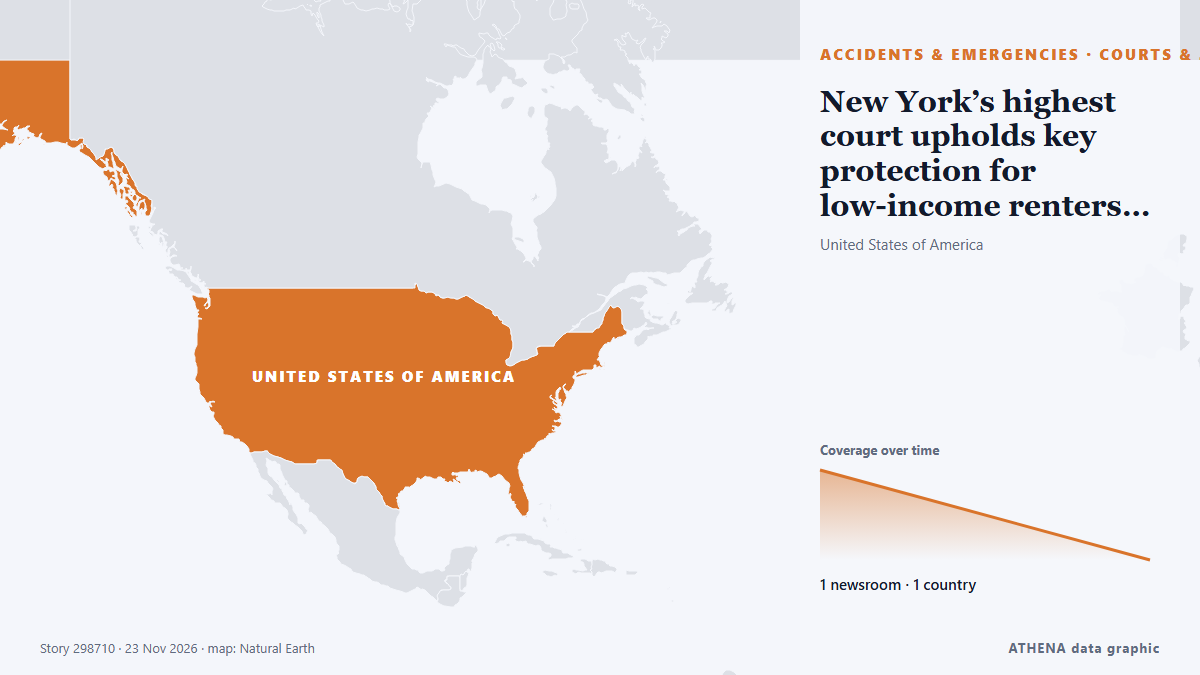 ACCIDENTS & EMERGENCIES · COURTS &
New York’s highest
court upholds key
protection for
low-income renters…
United States of America
UNITED STATES OF AMERICA
Coverage over time
1 newsroom · 1 country
Story 298710 · 23 Nov 2026 · map: Natural Earth
ATHENA data graphic